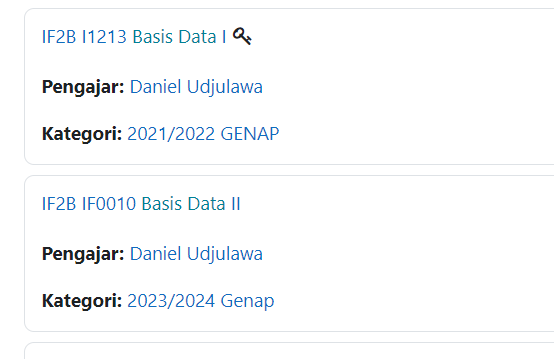 IF2B I1213 Basis Data I
Pengajar: Daniel Udjulawa
Kategori: 2021/2022 GENAP
IF2B IF0010 Basis Data II
Pengajar: Daniel Udjulawa
Kategori: 2023/2024 Genap